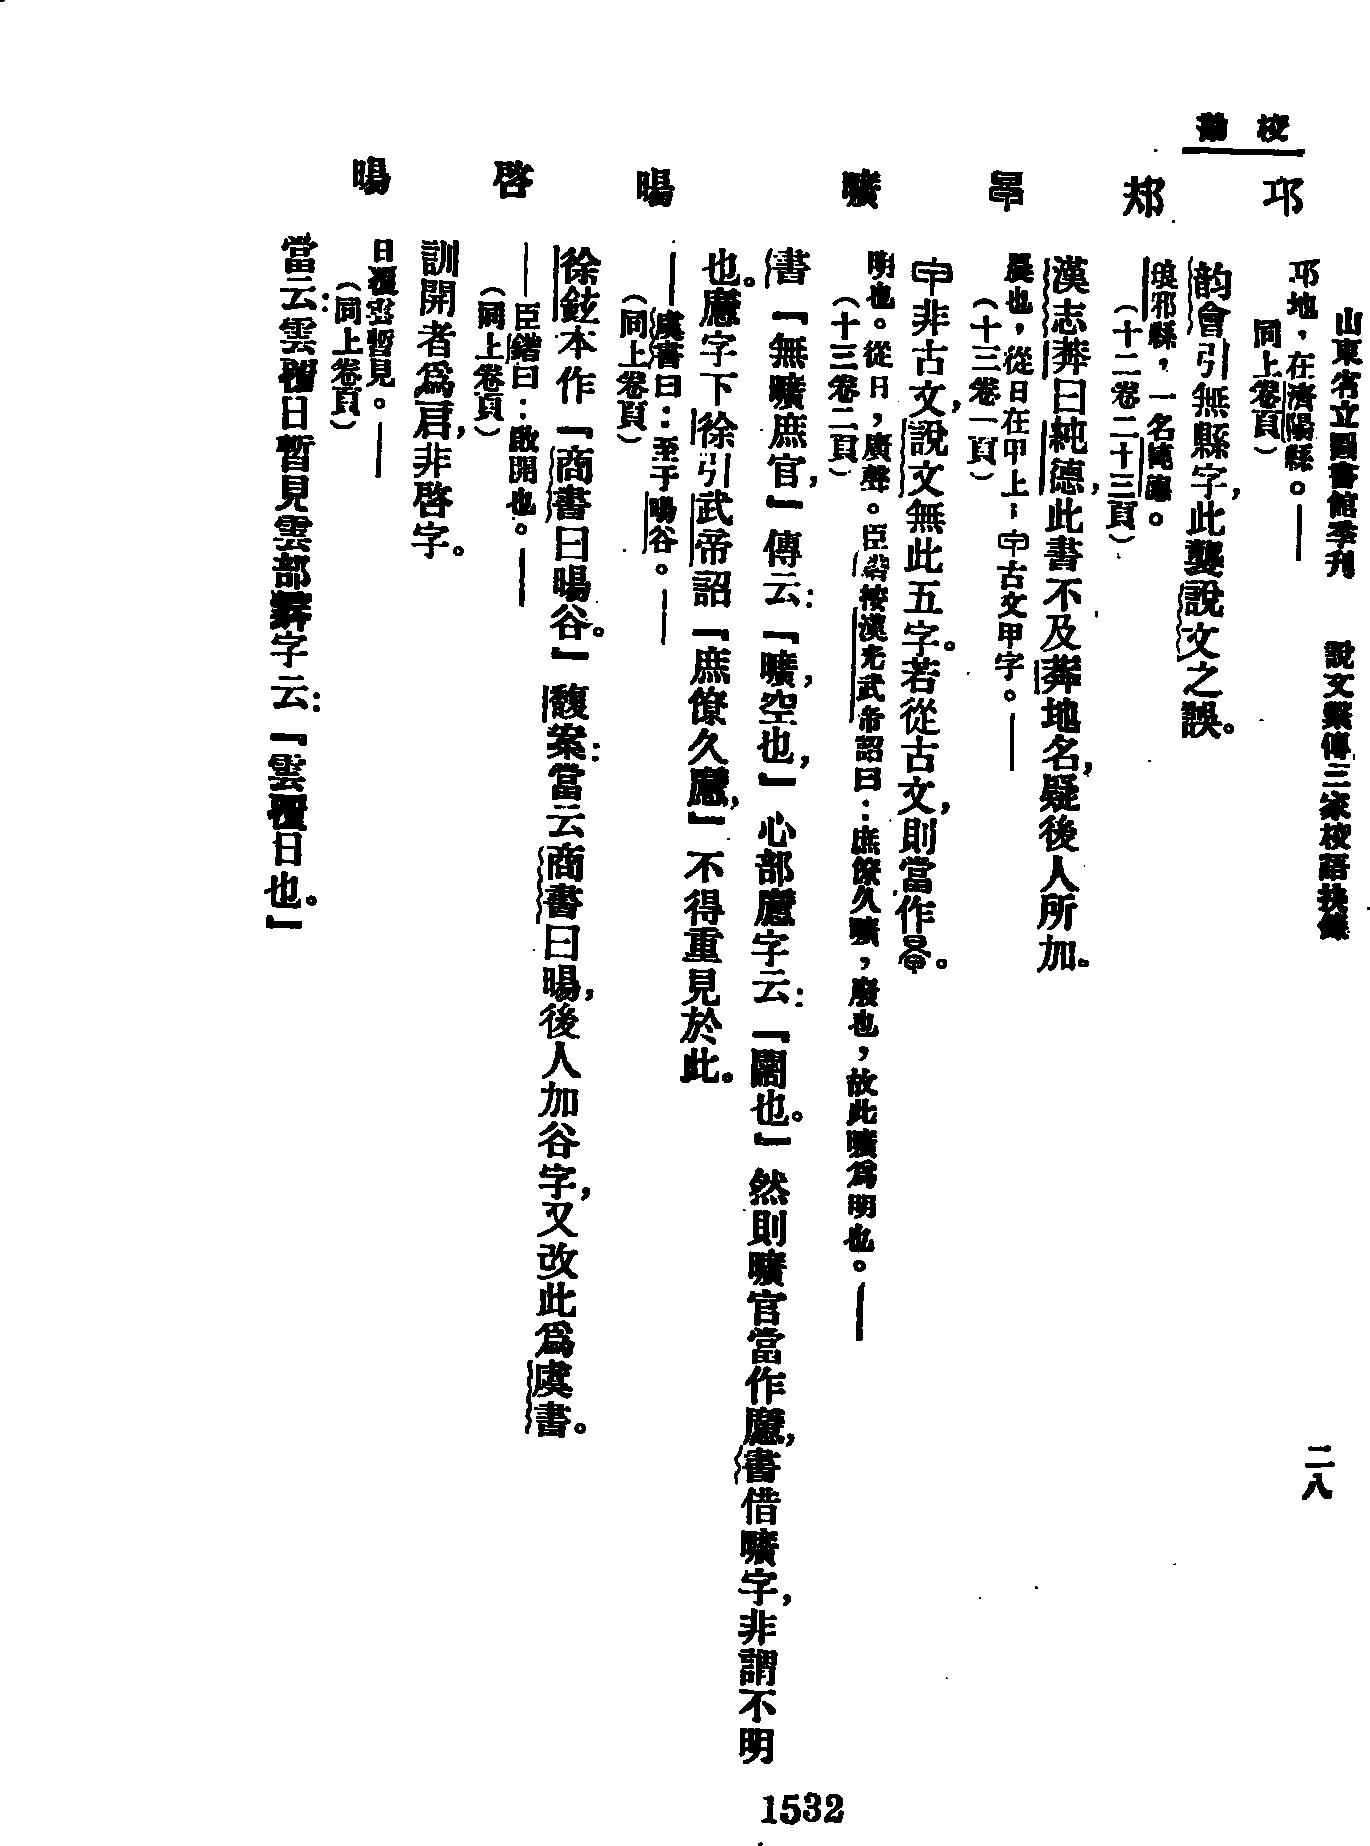 山東省立圖書館季刊　說文繫傳三家校語抉錄　二八
校勘
邛　邛地，在濟陽縣。——（同上卷頁）
韵會引無縣字，此襲說文之誤。
　琅邪縣，一名純德。（十二卷二十三頁）
漢志莽曰純德，此書不及莽地名，疑後人所加。
　晨也，從日在甲上；古文甲字。——（十三卷一頁）
非古文，說文無此五字。若從古文，則當作
曠　明也。從日，廣聲。臣鍇按漢光武帝詔曰：庶僚久曠，廢也，故此曠爲明也。——（十三卷二頁）
書『無曠庶官，』傳云：『曠，空也，』心部懬字云：『闊也。』然則曠官當作懬，書借曠字，非謂不明
也。懬字下徐引武帝詔『庶僚久懬，』不得重見於此。
暘　——虞書曰：至于暘谷。——（同上卷頁）
徐鉉本作『商書曰暘谷。』馥案：當云商書曰暘，後人加谷字，又改此爲虞書。
啓　——臣鍇曰：啟開也。——（同上卷頁）
訓開者爲启，非啓字。
暘　日覆雲暫見。——（同上卷頁）
當云：雲覆日暫見雲部字云：『雲覆日也。』
1532